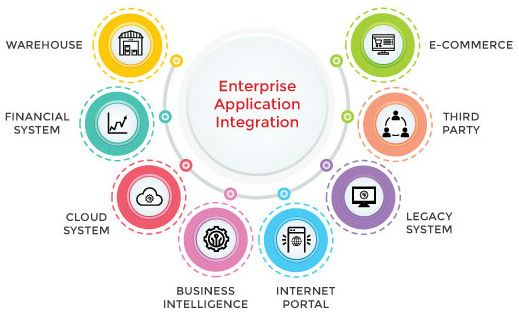 WAREHOUSE
E-COMMERCE
Enterprise
Application
Integration
FINANCIAL
SYSTEM
THIRD
PARTY
CLOUD
SYSTEM
LEGACY
SYSTEM
BUSINESS
INTELLIGENCE
INTERNET
PORTAL